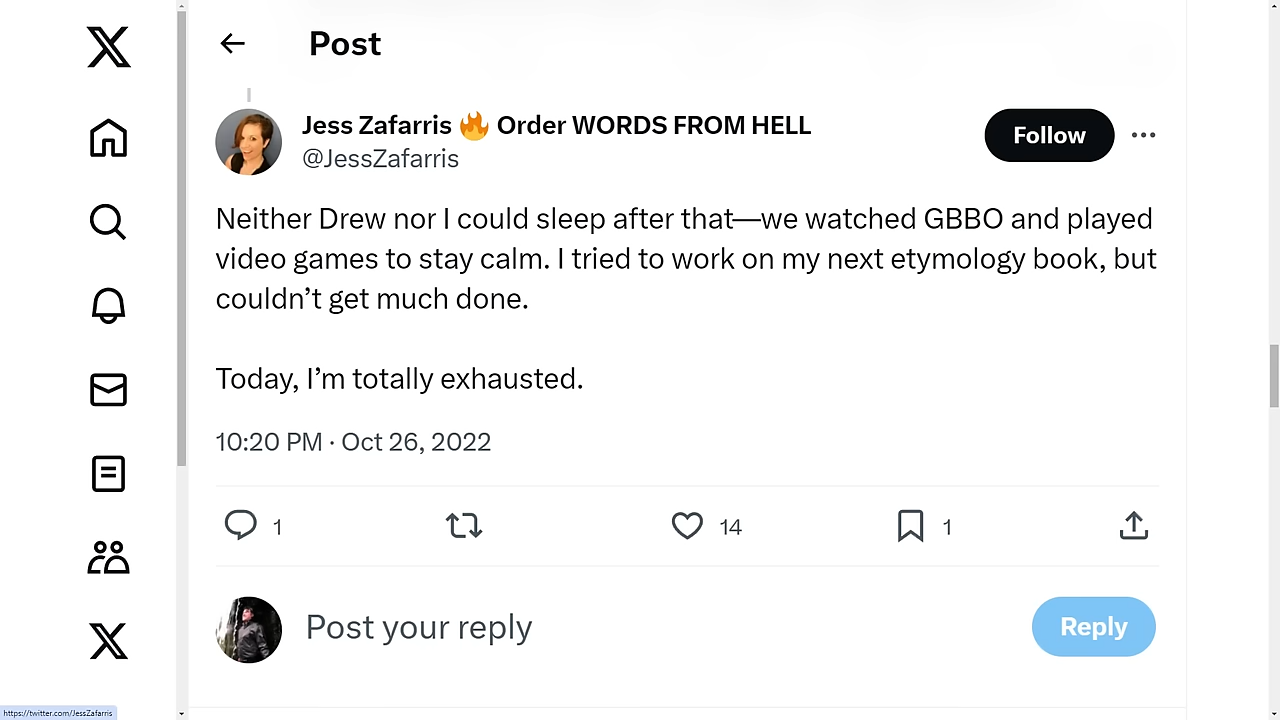 Post
Jess Zafarris 🔥 Order WORDS FROM HELL
@JessZafarris
Follow
Neither Drew nor I could sleep after that—we watched GBBO and played
video games to stay calm. I tried to work on my next etymology book, but
couldn’t get much done.
Today, I’m totally exhausted.
10:20 PM · Oct 26, 2022
1
14
1
Post your reply
Reply
https://twitter.com/JessZafarris